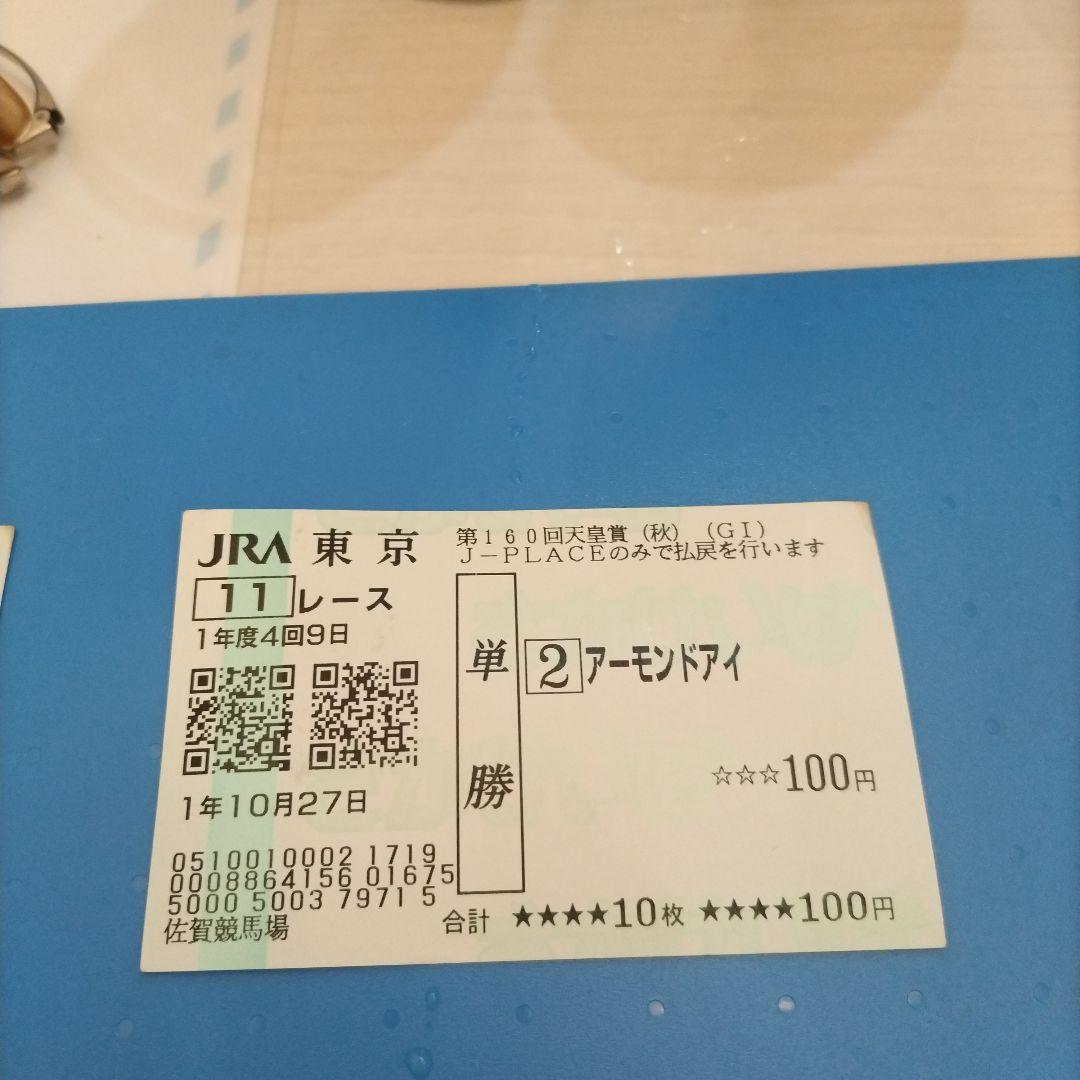 JRA 東京
11レース
1年度4回9日
1年10月27日
0510010002 1719
0008864156 01675
5000 5003 7971 5
佐賀競馬場
第160回天皇賞(秋)(GⅠ)
J-PLACEのみで払戻を行います
単勝
2 アーモンドアイ
☆☆☆100円
合計 ★★★★10枚 ★★★★100円